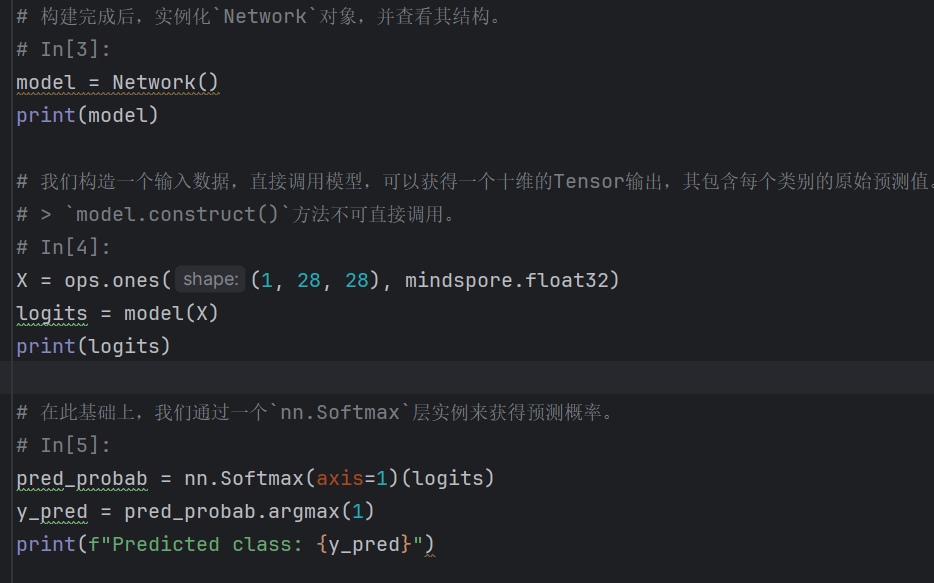 # 构建完成后，实例化`Network`对象，并查看其结构。
# In[3]:
model = Network()
print(model)
# 我们构造一个输入数据，直接调用模型，可以获得一个十维的Tensor输出，其包含每个类别的原始预测值。
# > `model.construct()`方法不可直接调用。
# In[4]:
X = ops.ones( shape: (1, 28, 28), mindspore.float32)
logits = model(X)
print(logits)
# 在此基础上，我们通过一个`nn.Softmax`层实例来获得预测概率。
# In[5]:
pred_probab = nn.Softmax(axis=1)(logits)
y_pred = pred_probab.argmax(1)
print(f"Predicted class: {y_pred}")